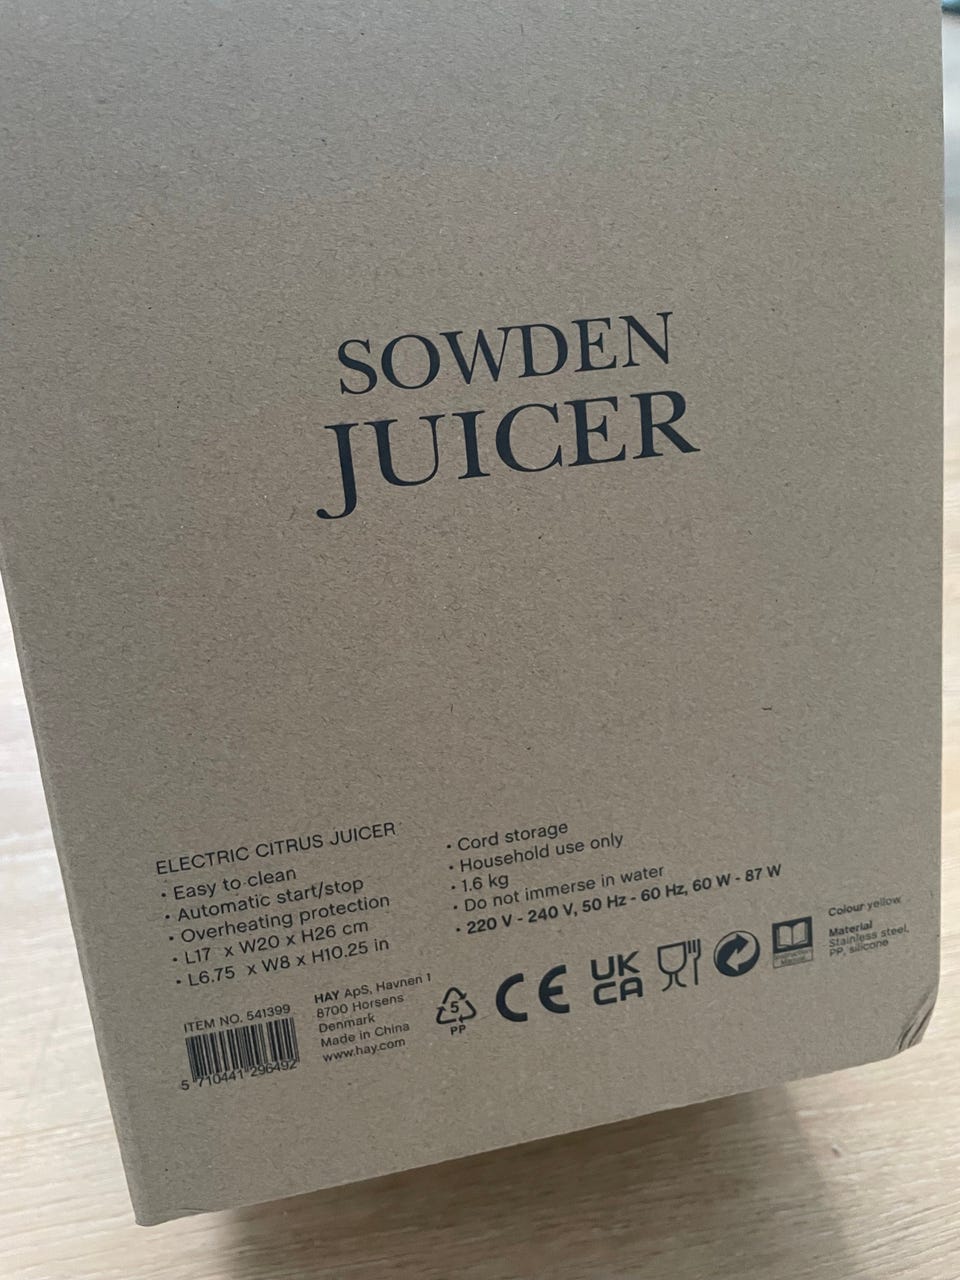 SOWDEN
JUICER
ELECTRIC CITRUS JUICER
• Easy to clean
• Automatic start/stop
• Overheating protection
• L17 x W20 x H26 cm
• L6.75 x W8 x H10.25 in
• Cord storage
• Household use only
• 1.6 kg
• Do not immerse in water
• 220 V - 240 V, 50 Hz - 60 Hz, 60 W - 87 W
ITEM NO. 541399
5 710441 296492
HAY ApS, Havnen 1
8700 Horsens
Denmark
Made in China
www.hay.com
5
PP
CE
UK
CA
Instruction
Manual
Colour yellow
Material
Stainless steel,
PP, silicone